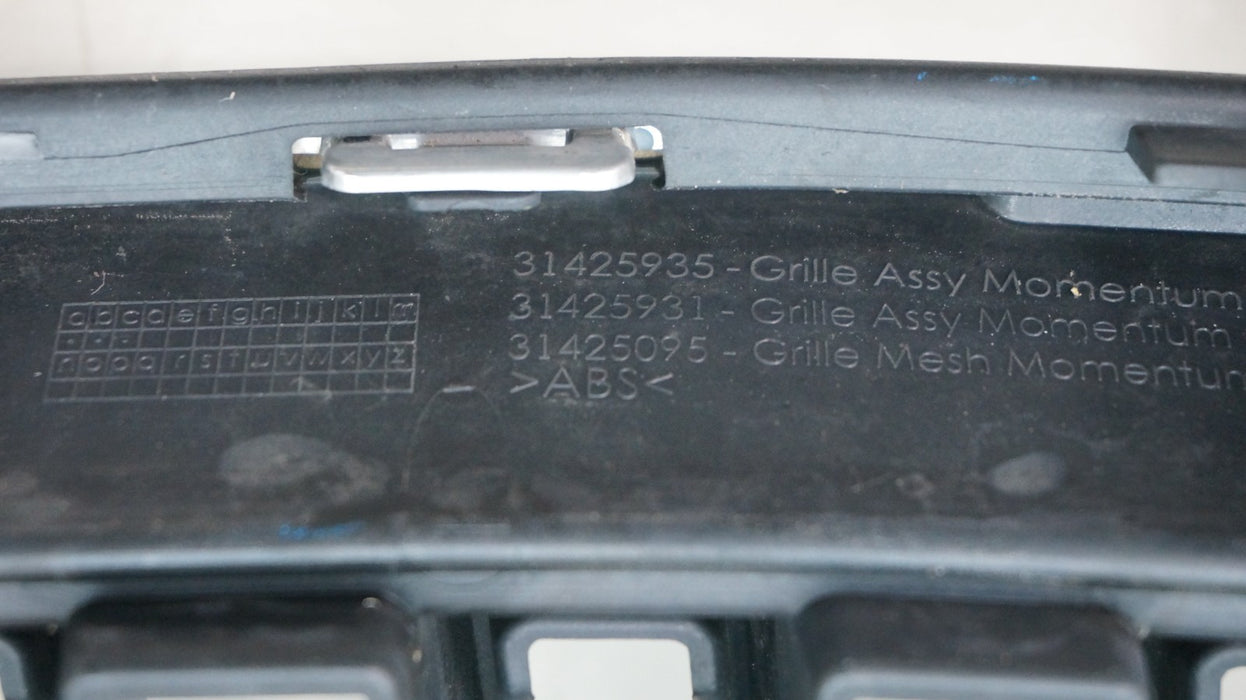 31425935 - Grille Assy Momentum
31425931 - Grille Assy Momentum
31425095 - Grille Mesh Momentum
>ABS<
a b c d e f g h i j k l m
n o p q r s t u v w x y z